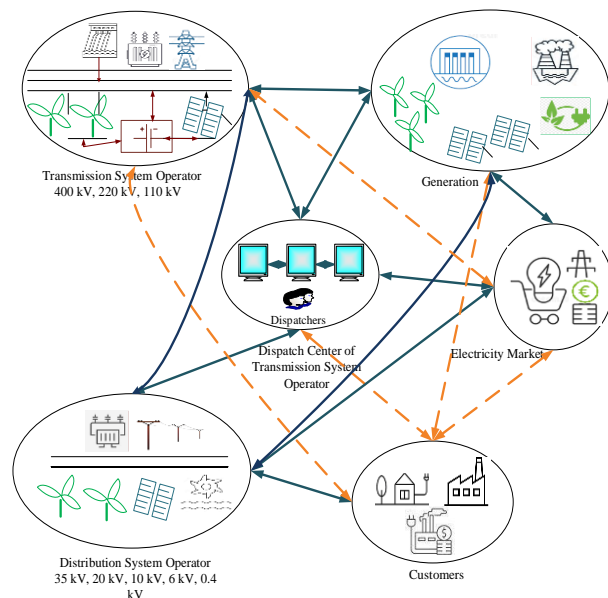 Transmission System Operator
400 kV, 220 kV, 110 kV
Generation
Dispatchers
Dispatch Center of
Transmission System
Operator
Electricity Market
Distribution System Operator
35 kV, 20 kV, 10 kV, 6 kV, 0.4
kV
Customers